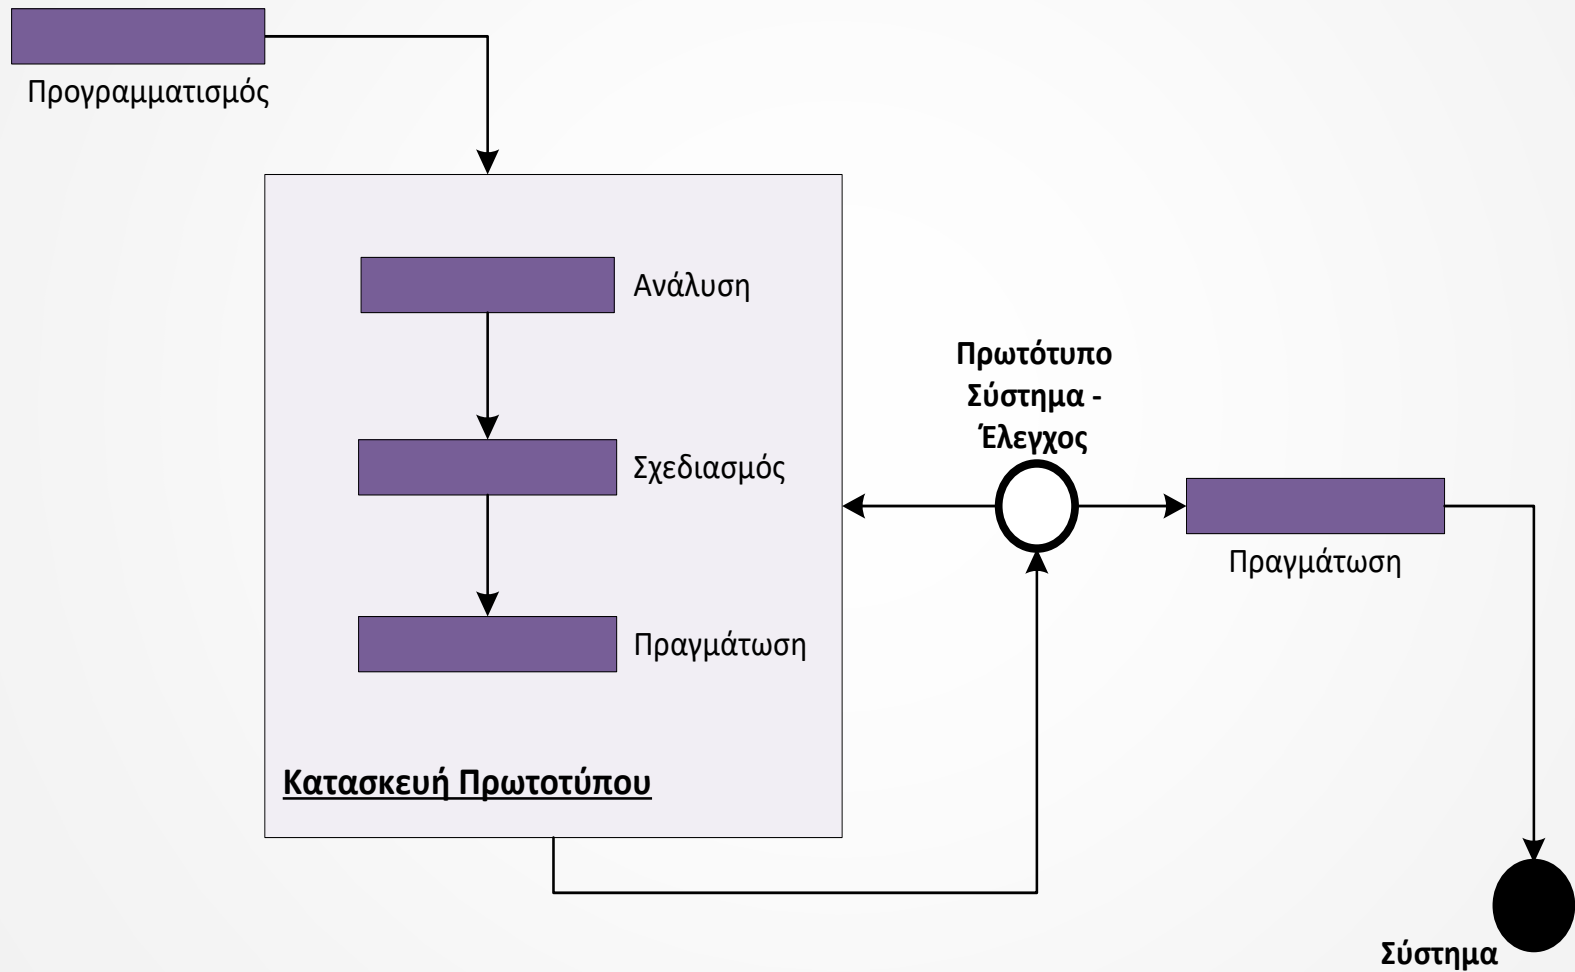 Προγραμματισμός
Ανάλυση
Σχεδιασμός
Πραγμάτωση
Κατασκευή Πρωτοτύπου
Πρωτότυπο
Σύστημα -
Έλεγχος
Πραγμάτωση
Σύστημα